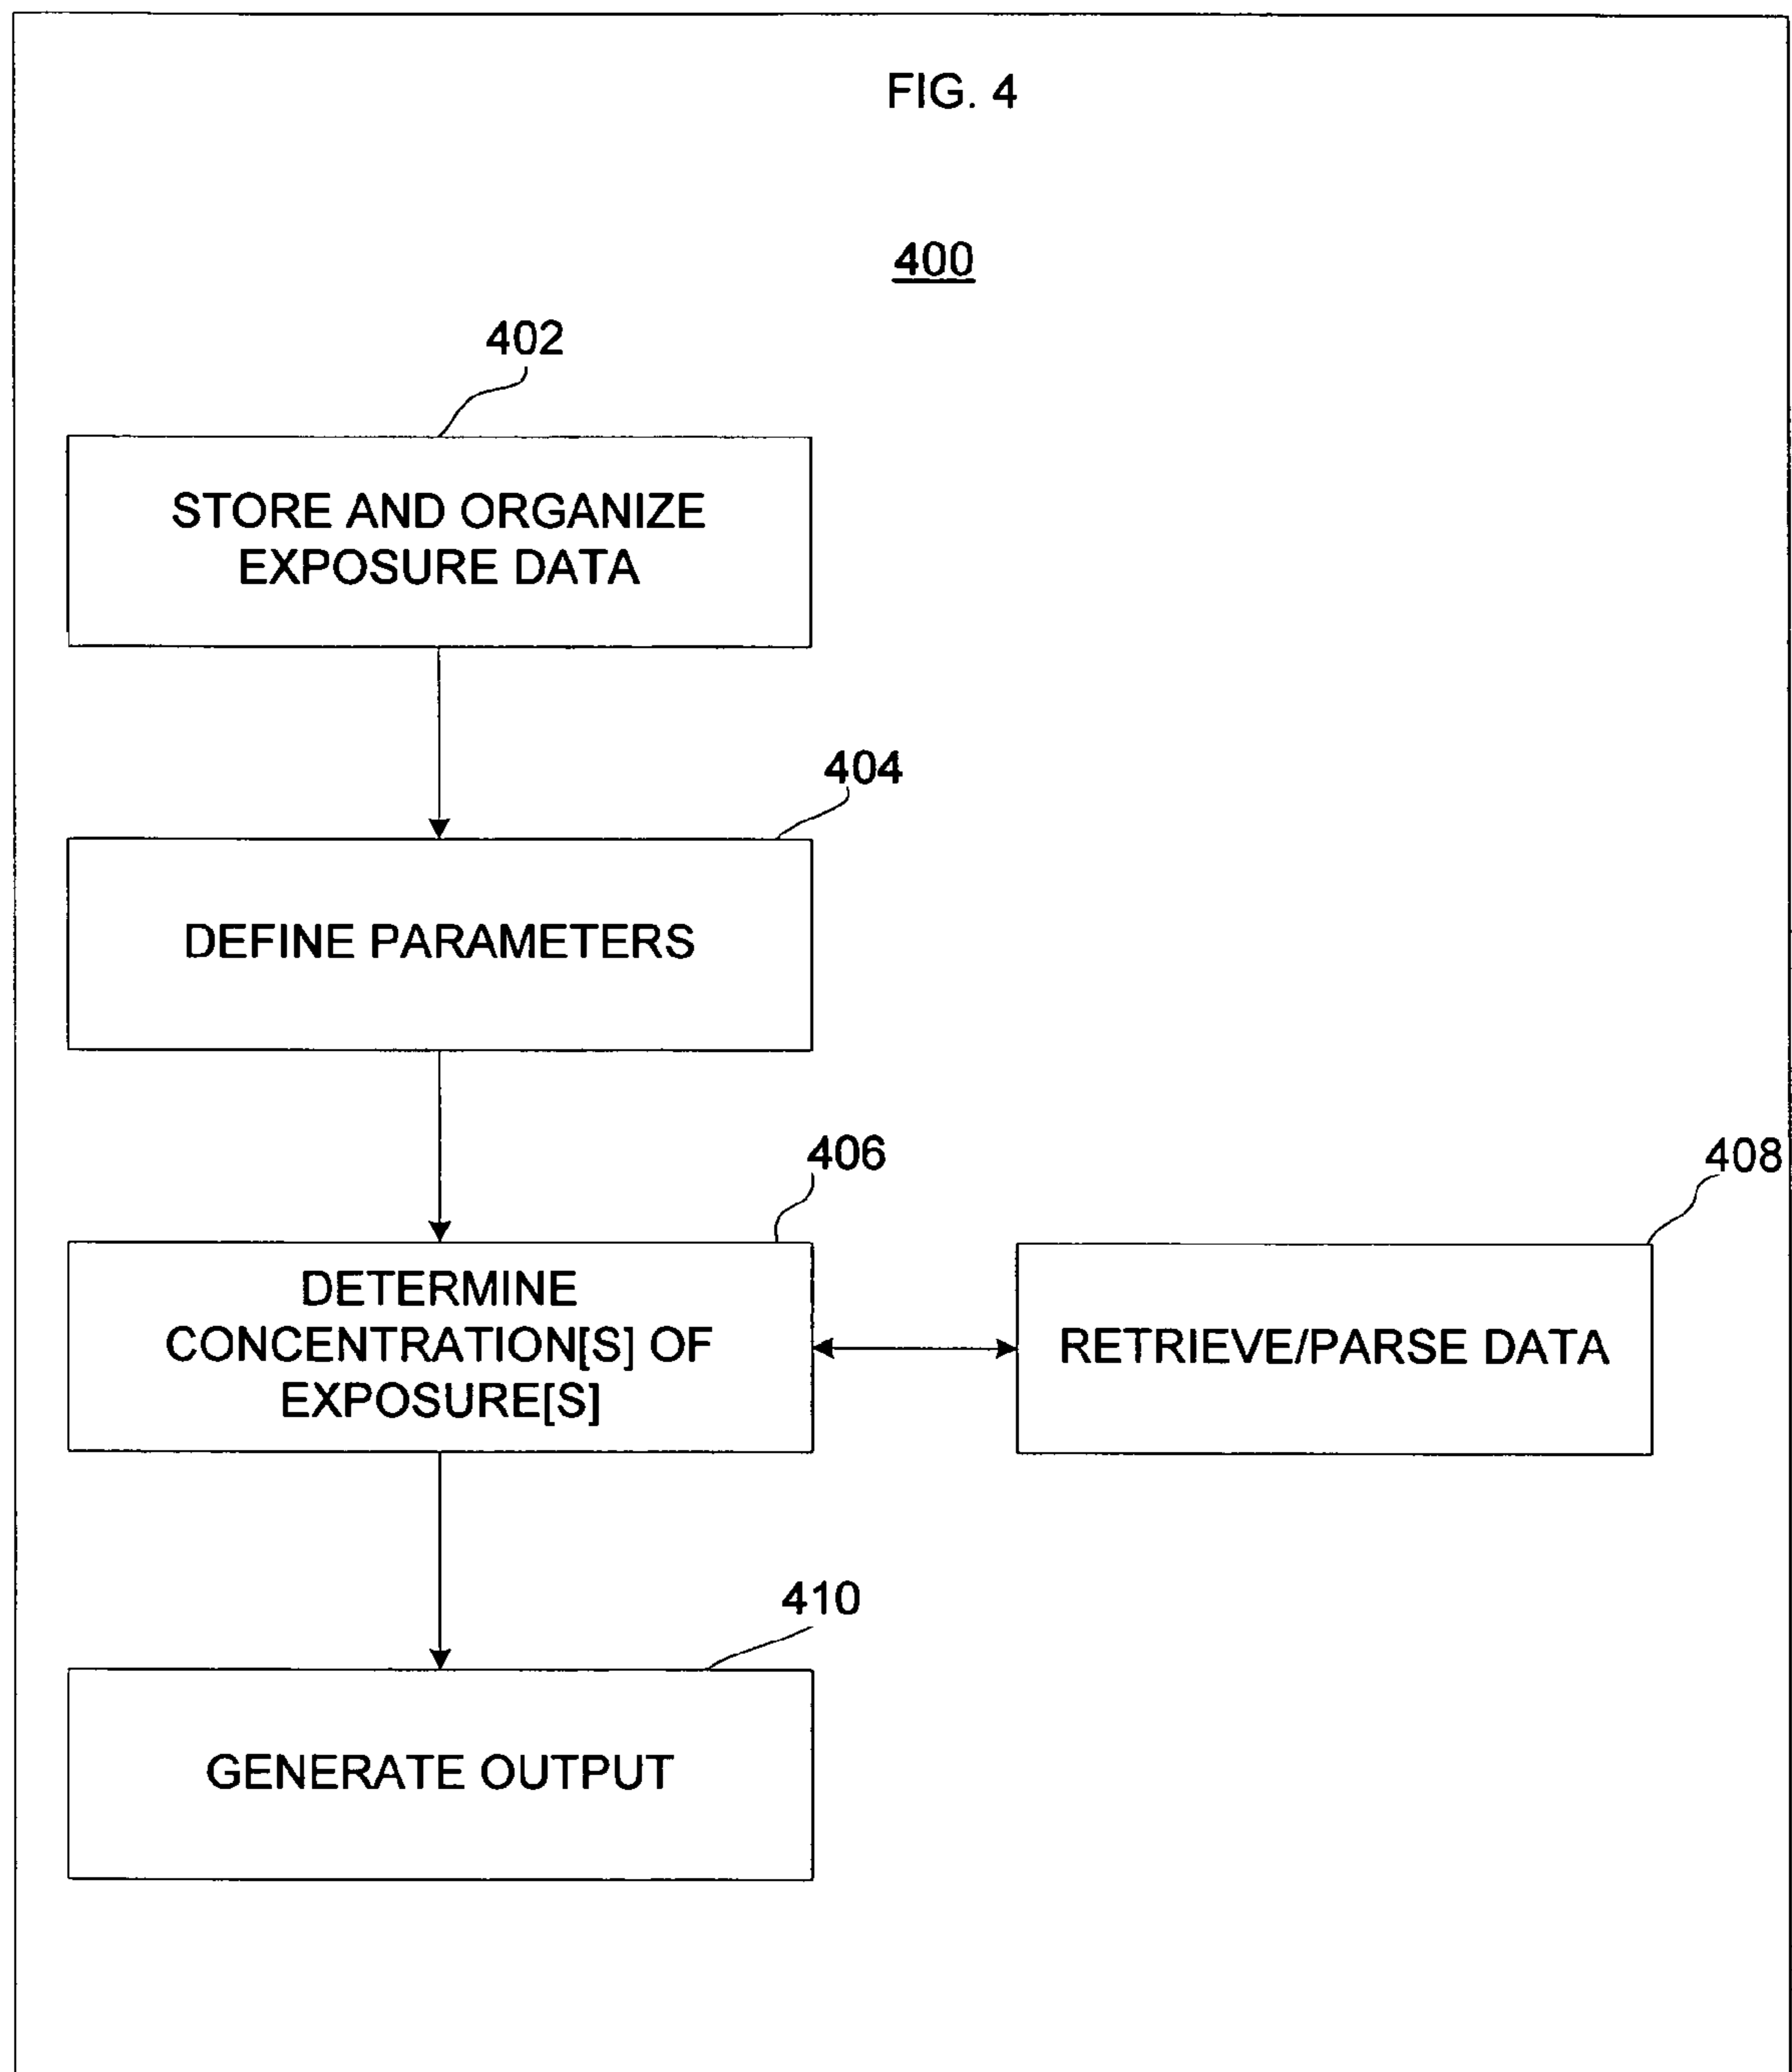 FIG. 4
400
402
STORE AND ORGANIZE
EXPOSURE DATA
404
DEFINE PARAMETERS
406
DETERMINE
CONCENTRATION[S] OF
EXPOSURE[S]
408
RETRIEVE/PARSE DATA
410
GENERATE OUTPUT